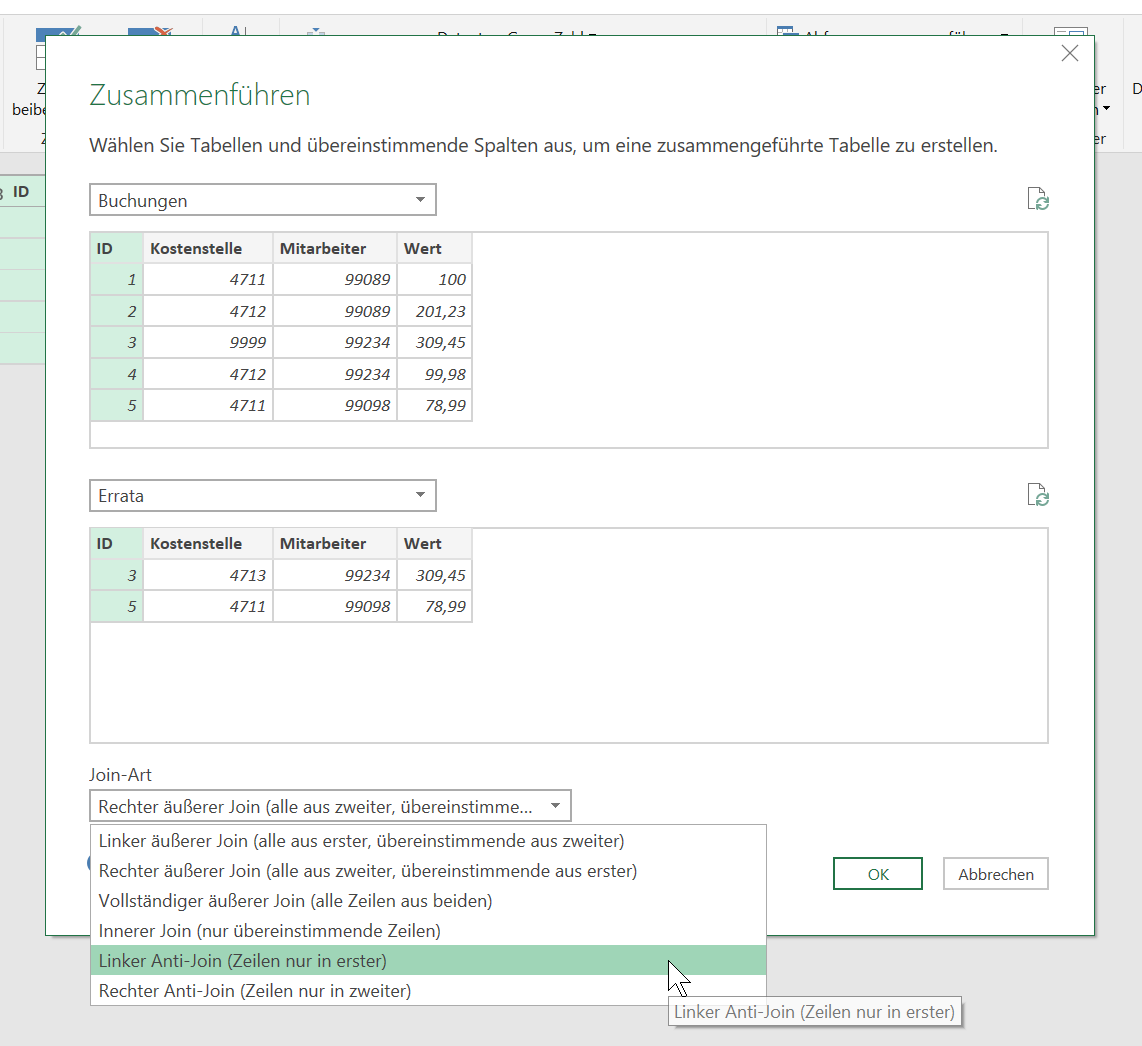 Zusammenführen
Wählen Sie Tabellen und übereinstimmende Spalten aus, um eine zusammengeführte Tabelle zu erstellen.
ID
Buchungen
ID Kostenstelle Mitarbeiter Wert
1 4711 99089 100
2 4712 99089 201,23
3 9999 99234 309,45
4 4712 99234 99,98
5 4711 99098 78,99
Errata
ID Kostenstelle Mitarbeiter Wert
3 4713 99234 309,45
5 4711 99098 78,99
Join-Art
Rechter äußerer Join (alle aus zweiter, übereinstimme...
Linker äußerer Join (alle aus erster, übereinstimmende aus zweiter)
Rechter äußerer Join (alle aus zweiter, übereinstimmende aus erster)
Vollständiger äußerer Join (alle Zeilen aus beiden)
Innerer Join (nur übereinstimmende Zeilen)
Linker Anti-Join (Zeilen nur in erster)
Rechter Anti-Join (Zeilen nur in zweiter)
Linker Anti-Join (Zeilen nur in erster)
OK Abbrechen